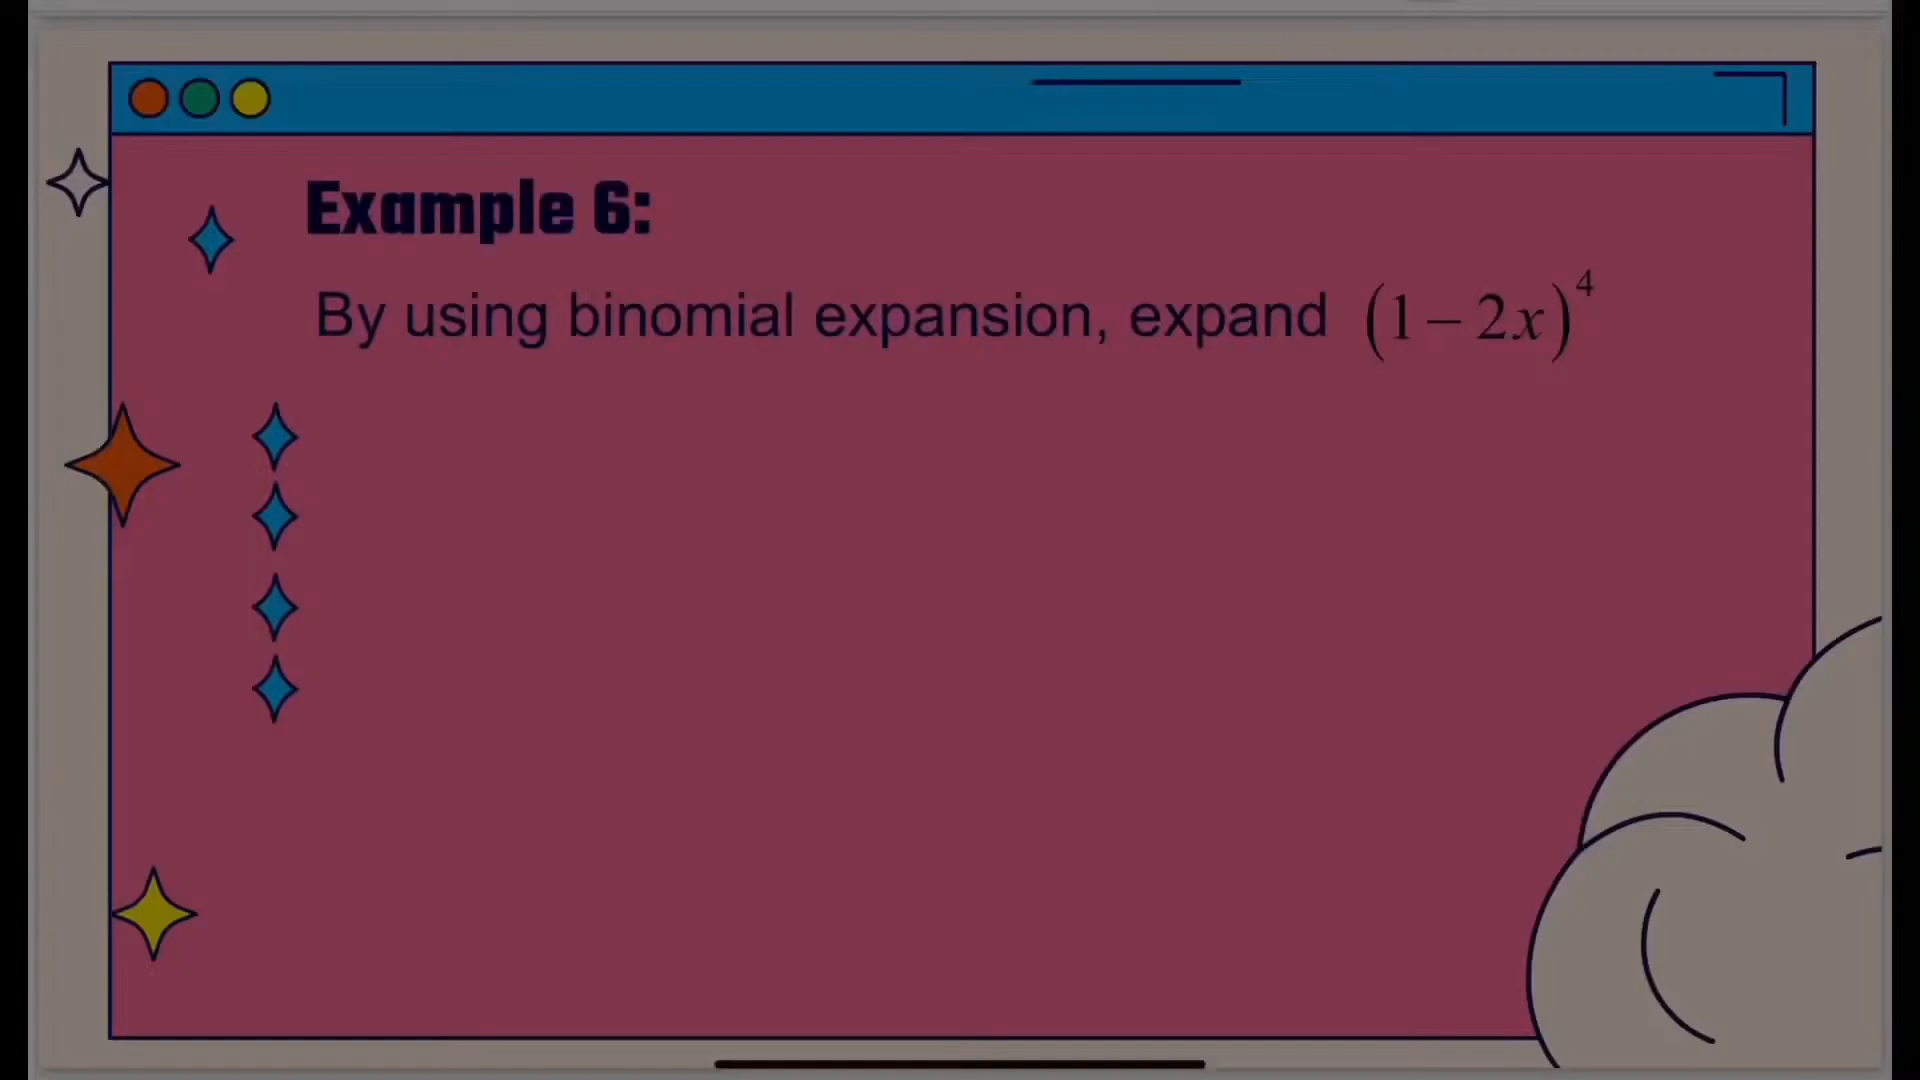 Example 6:
By using binomial expansion, expand (1 − 2x)⁴